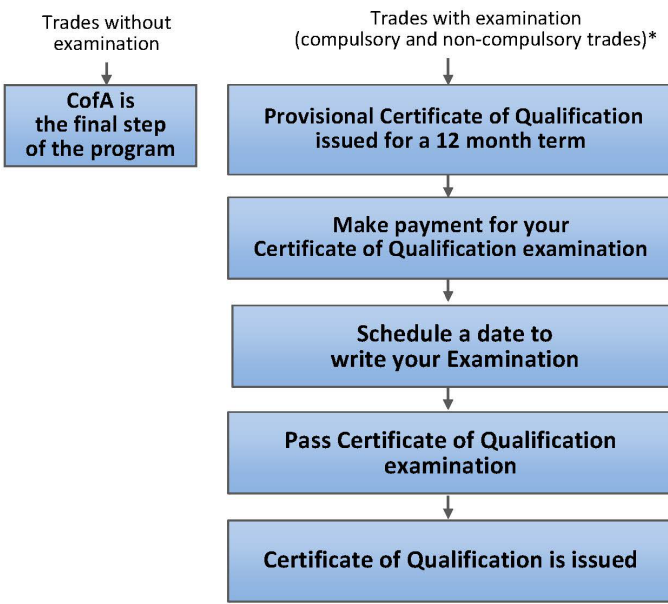 Trades without
examination
CofA is
the final step
of the program
Trades with examination
(compulsory and non-compulsory trades)*
Provisional Certificate of Qualification
issued for a 12 month term
Make payment for your
Certificate of Qualification examination
Schedule a date to
write your Examination
Pass Certificate of Qualification
examination
Certificate of Qualification is issued